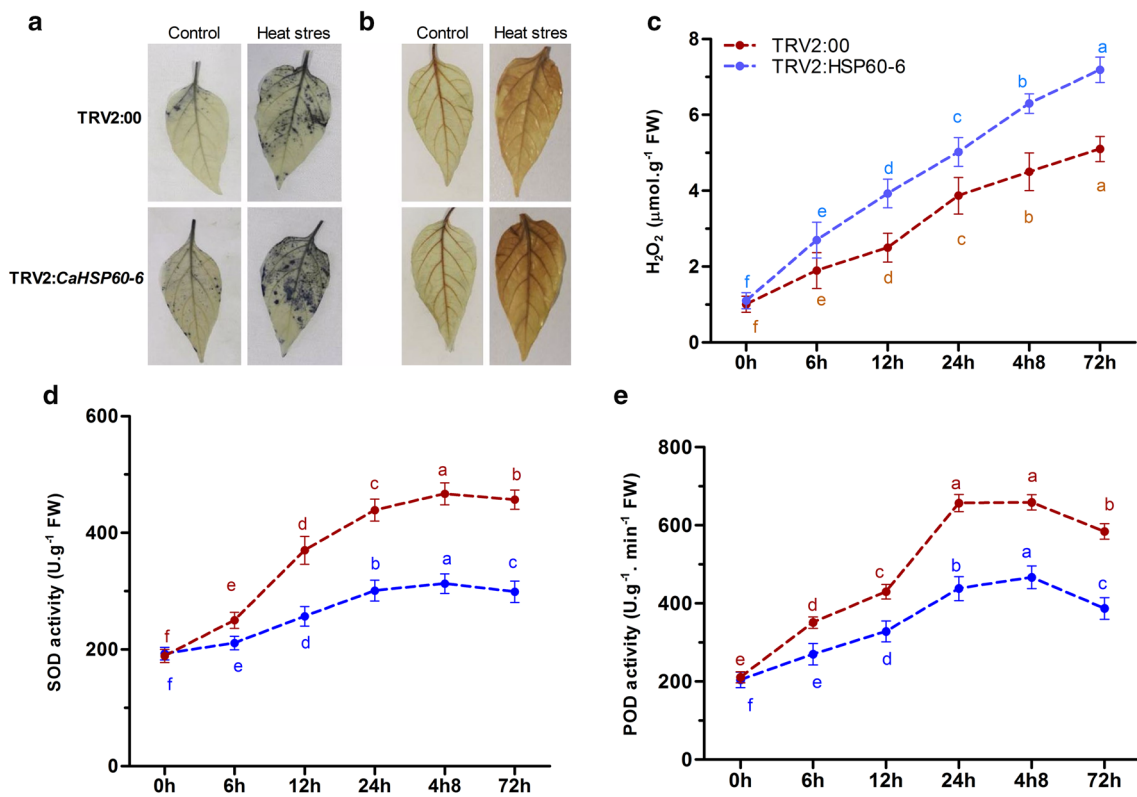 a
b
c
Control
Heat stres
Control
Heat stres
TRV2:00
TRV2:CaHSP60-6
TRV2:00
TRV2:HSP60-6
H₂O₂ (µmol.g⁻¹ FW)
8
6
4
2
0
f
e
d
c
b
a
f
e
d
c
b
a
0h
6h
12h
24h
4h8
72h
d
SOD activity (U.g⁻¹ FW)
600
400
200
0
f
e
d
c
a
b
f
e
d
b
a
c
0h
6h
12h
24h
4h8
72h
e
POD activity (U.g⁻¹ . min⁻¹ FW)
800
600
400
200
0
e
d
c
a
a
b
f
e
d
b
a
c
0h
6h
12h
24h
4h8
72h